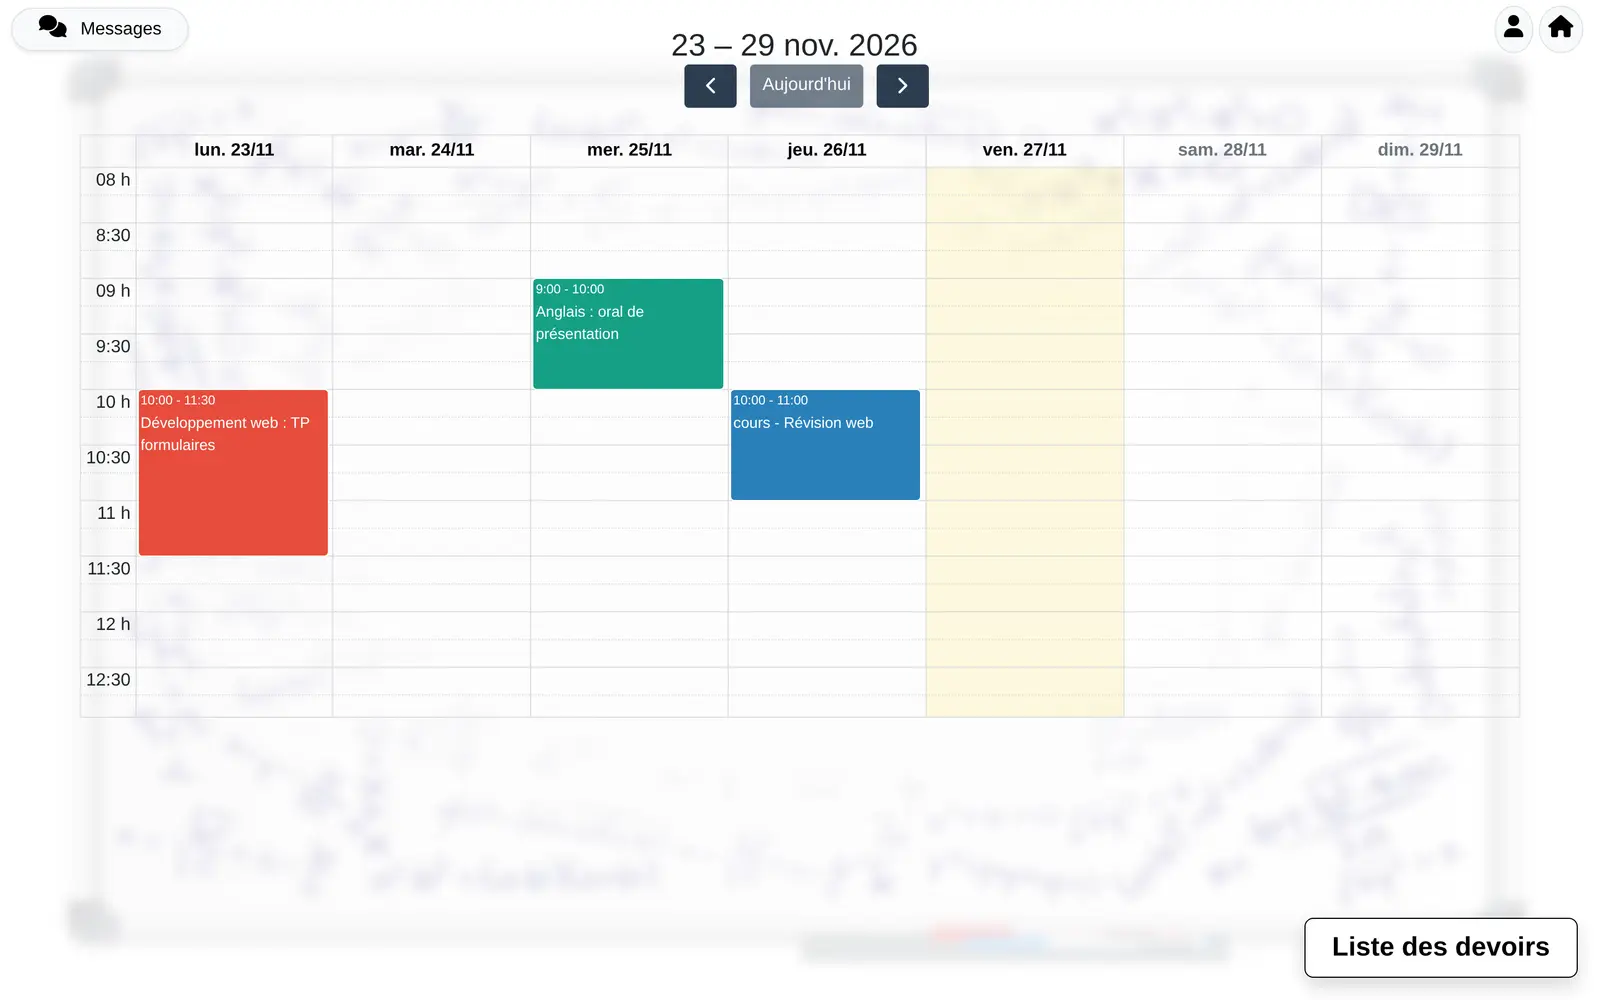 Messages
23 – 29 nov. 2026
Aujourd'hui
lun. 23/11
mar. 24/11
mer. 25/11
jeu. 26/11
ven. 27/11
sam. 28/11
dim. 29/11
08 h
8:30
09 h
9:30
10 h
10:30
11 h
11:30
12 h
12:30
10:00 - 11:30
Développement web : TP
formulaires
9:00 - 10:00
Anglais : oral de
présentation
10:00 - 11:00
cours - Révision web
Liste des devoirs